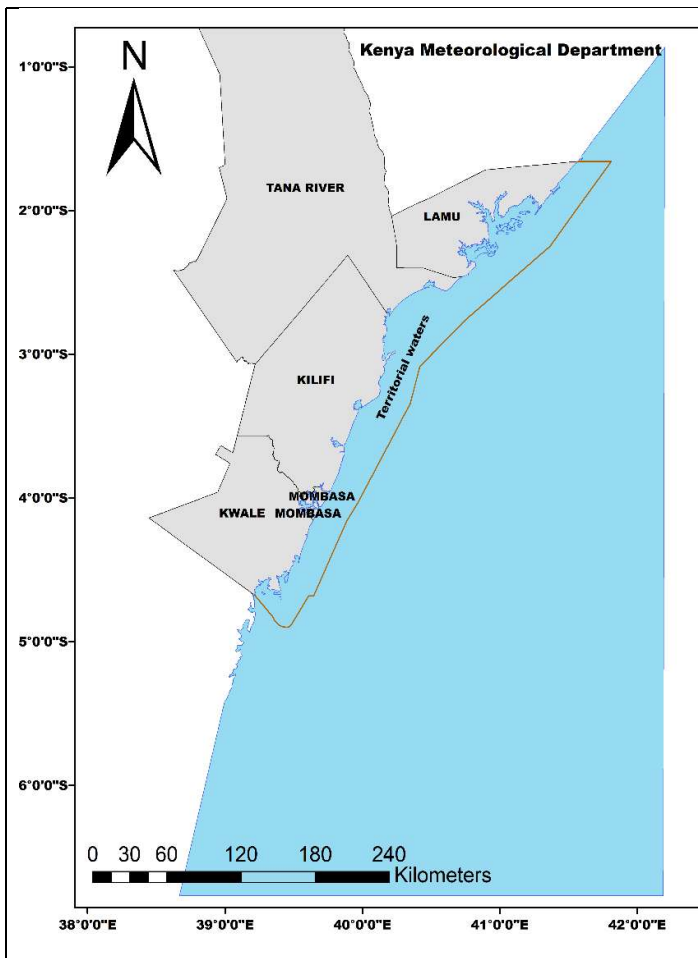 Kenya Meteorological Department
N
1°0'0"S
TANA RIVER
2°0'0"S
LAMU
3°0'0"S
Territorial waters
KILIFI
4°0'0"S
MOMBASA
KWALE MOMBASA
5°0'0"S
6°0'0"S
0 30 60 120 180 240
Kilometers
38°0'0"E 39°0'0"E 40°0'0"E 41°0'0"E 42°0'0"E